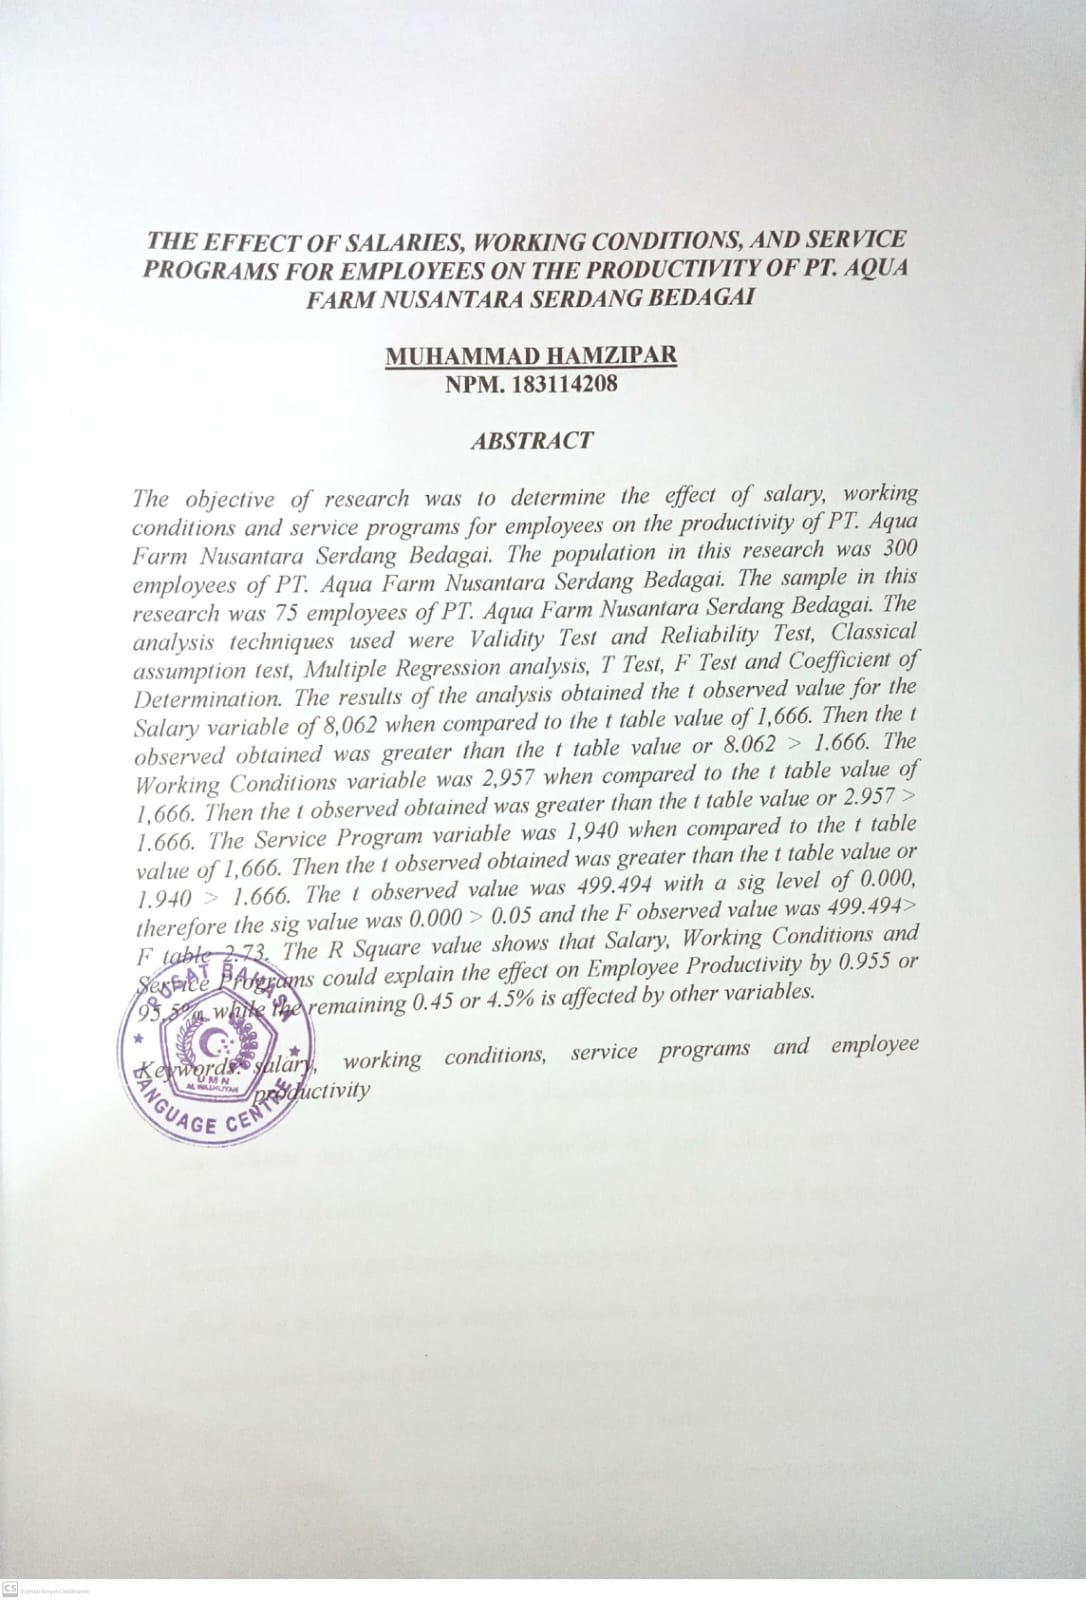 THE EFFECT OF SALARIES, WORKING CONDITIONS, AND SERVICE
PROGRAMS FOR EMPLOYEES ON THE PRODUCTIVITY OF PT. AQUA
FARM NUSANTARA SERDANG BEDAGAI
MUHAMMAD HAMZIPAR
NPM. 183114208
ABSTRACT
The objective of research was to determine the effect of salary, working
conditions and service programs for employees on the productivity of PT. Aqua
Farm Nusantara Serdang Bedagai. The population in this research was 300
employees of PT. Aqua Farm Nusantara Serdang Bedagai. The sample in this
research was 75 employees of PT. Aqua Farm Nusantara Serdang Bedagai. The
analysis techniques used were Validity Test and Reliability Test, Classical
assumption test, Multiple Regression analysis, T Test, F Test and Coefficient of
Determination. The results of the analysis obtained the t observed value for the
Salary variable of 8,062 when compared to the t table value of 1,666. Then the t
observed obtained was greater than the t table value or 8.062 > 1.666. The
Working Conditions variable was 2,957 when compared to the t table value of
1,666. Then the t observed obtained was greater than the t table value or 2.957 >
1.666. The Service Program variable was 1,940 when compared to the t table
value of 1,666. Then the t observed obtained was greater than the t table value or
1.940 > 1.666. The t observed value was 499.494 with a sig level of 0.000,
therefore the sig value was 0.000 > 0.05 and the F observed value was 499.494>
F table 2.73. The R Square value shows that Salary, Working Conditions and
Service Programs could explain the effect on Employee Productivity by 0.955 or
95.5%, while the remaining 0.45 or 4.5% is affected by other variables.
Keywords: salary, working conditions, service programs and employee
productivity
PUSAT BAHASA
UMN
AL WASHLIYAH
LANGUAGE CENTRE
CS